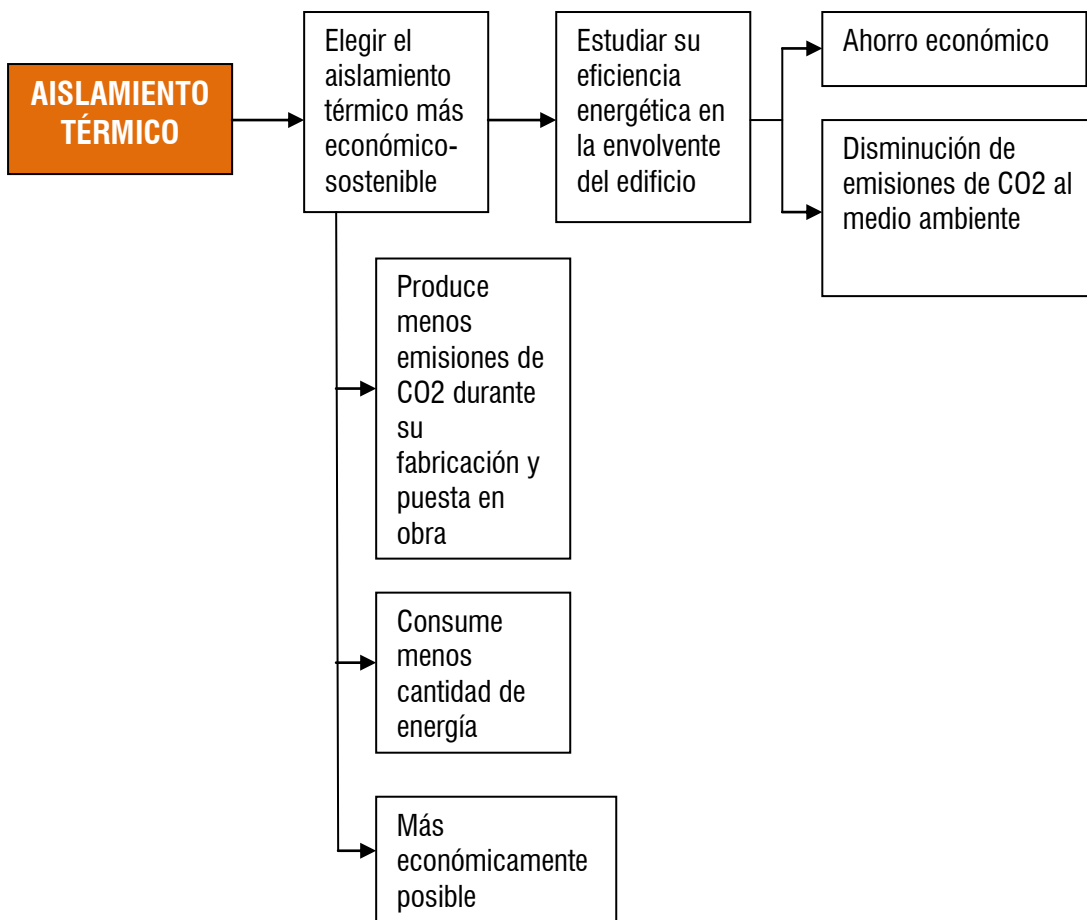 AISLAMIENTO
TÉRMICO
Elegir el
aislamiento
térmico más
económico-
sostenible
Estudiar su
eficiencia
energética en
la envolvente
del edificio
Ahorro económico
Disminución de
emisiones de CO2 al
medio ambiente
Produce
menos
emisiones de
CO2 durante
su
fabricación y
puesta en
obra
Consume
menos
cantidad de
energía
Más
económicamente
posible